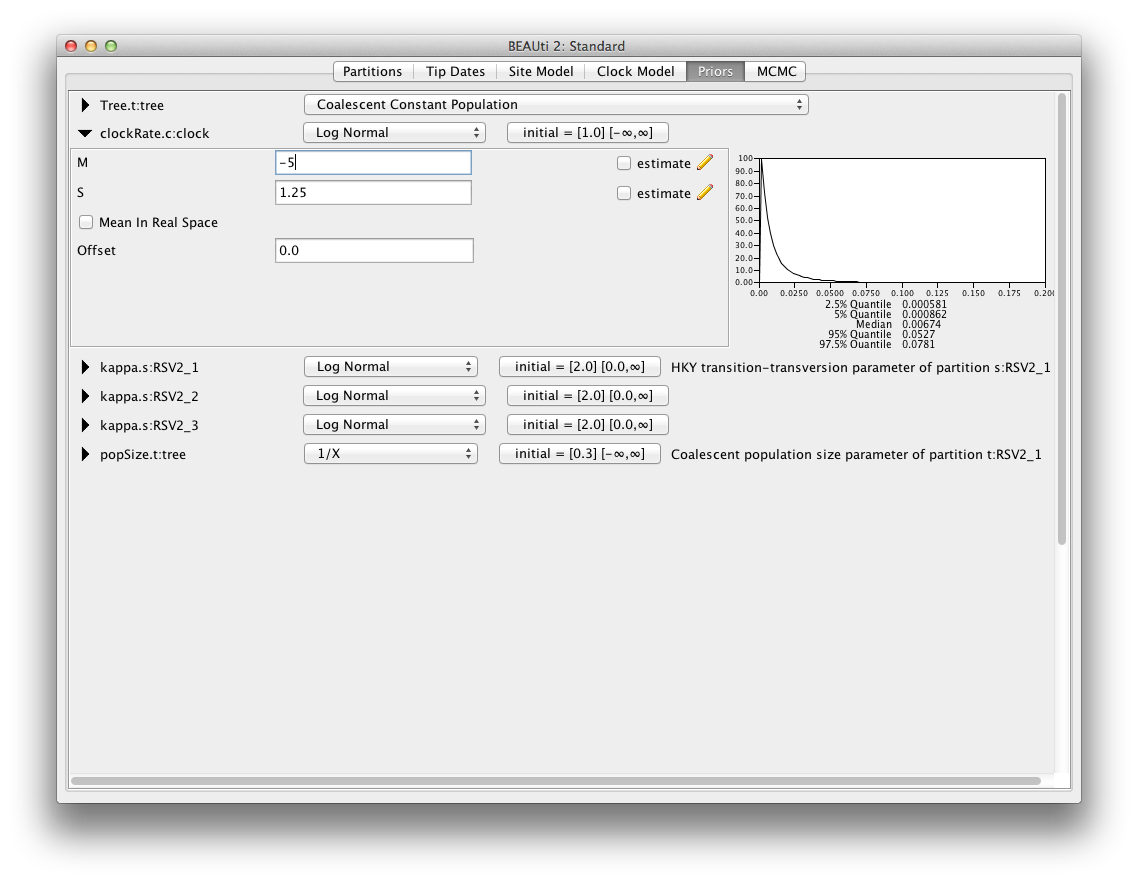 BEAUti 2: Standard
Partitions Tip Dates Site Model Clock Model Priors MCMC
Tree.t:tree Coalescent Constant Population
clockRate.c:clock Log Normal initial = [1.0] [-∞,∞]
M -5 estimate
S 1.25 estimate
Mean In Real Space
Offset 0.0
100
90.0
80.0
70.0
60.0
50.0
40.0
30.0
20.0
10.0
0.00
0.00 0.0250 0.0500 0.0750 0.100 0.125 0.150 0.175 0.200
2.5% Quantile 0.000581
5% Quantile 0.000862
Median 0.00674
95% Quantile 0.0527
97.5% Quantile 0.0781
kappa.s:RSV2_1 Log Normal initial = [2.0] [0.0,∞] HKY transition-transversion parameter of partition s:RSV2_1
kappa.s:RSV2_2 Log Normal initial = [2.0] [0.0,∞]
kappa.s:RSV2_3 Log Normal initial = [2.0] [0.0,∞]
popSize.t:tree 1/X initial = [0.3] [-∞,∞] Coalescent population size parameter of partition t:RSV2_1